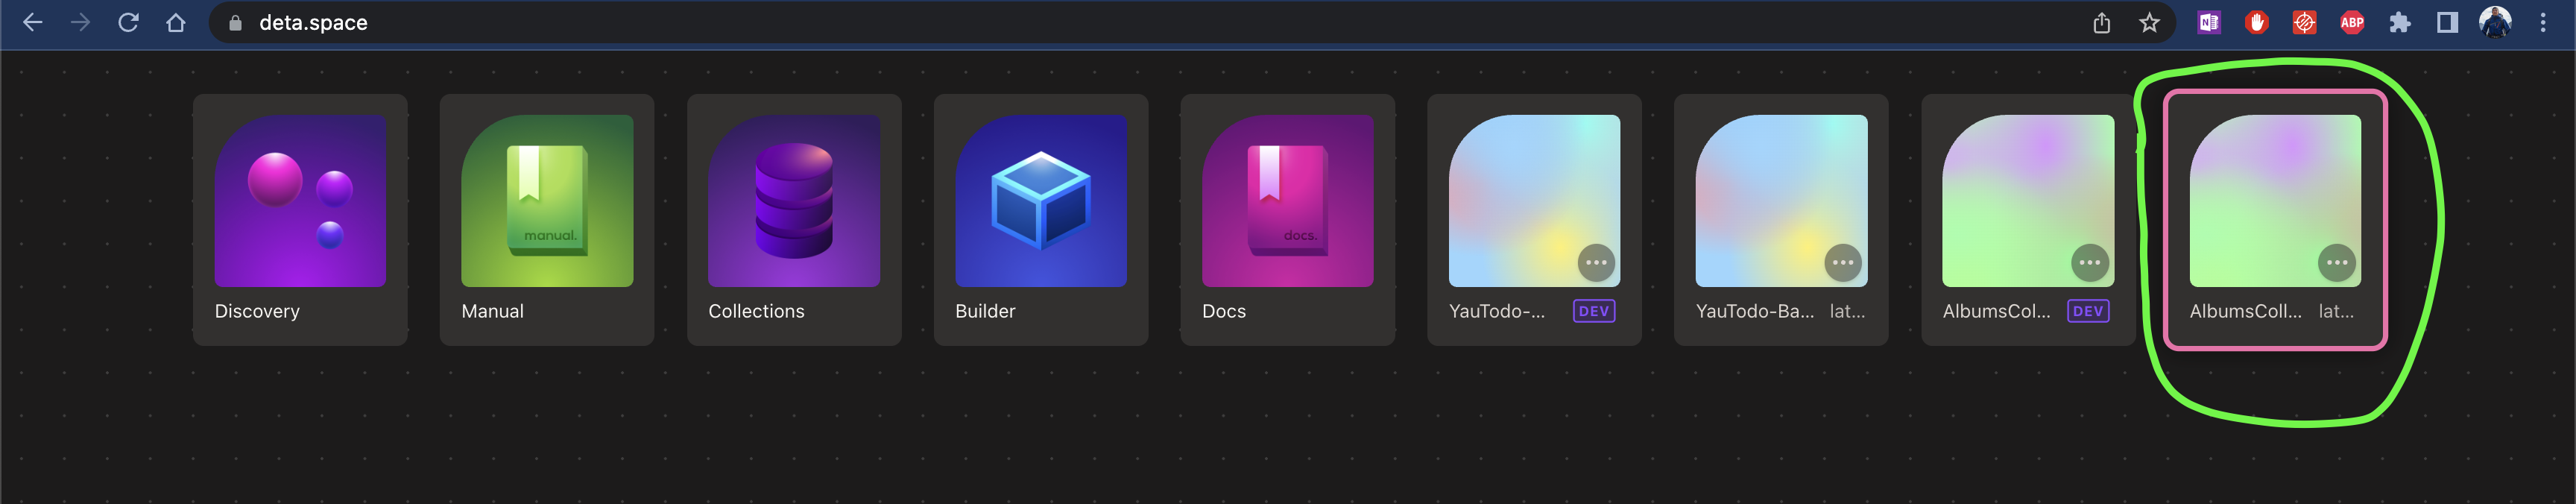 deta.space
N
ABP
manual.
docs.
Discovery
Manual
Collections
Builder
Docs
YauTodo-... DEV
YauTodo-Ba... lat...
AlbumsCol... DEV
AlbumsColl... lat...